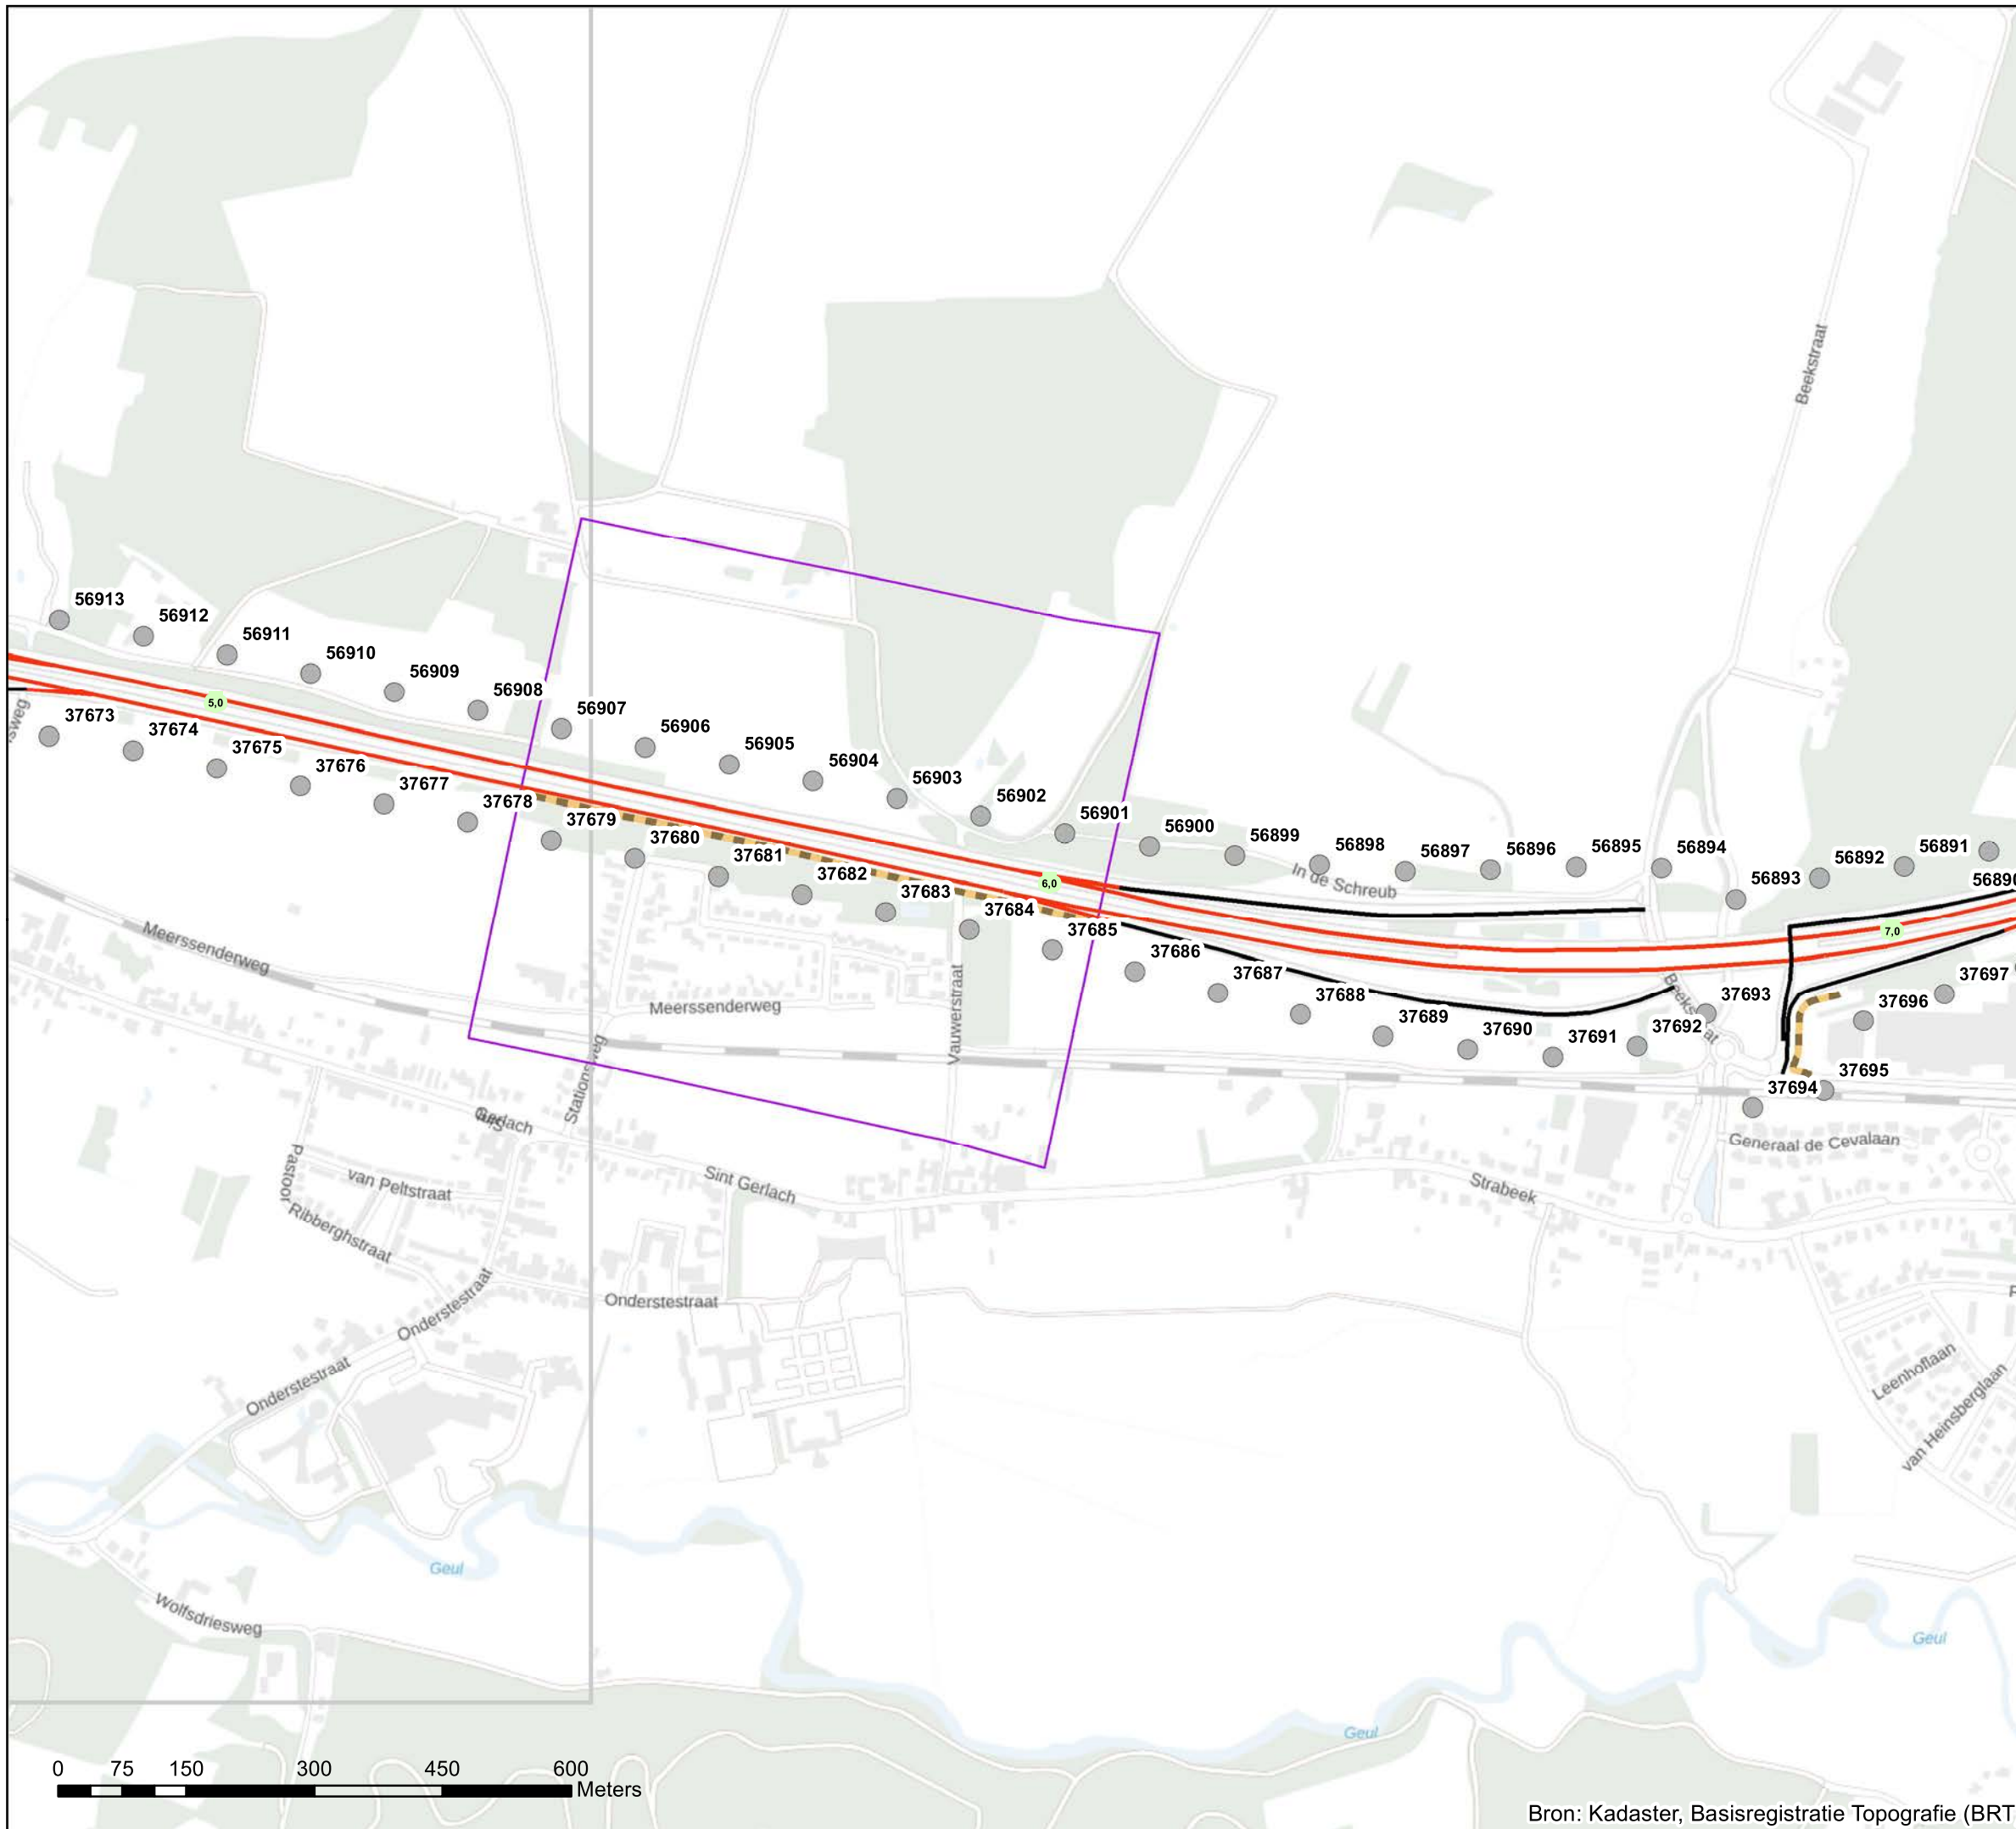 Beekstraat
56913
56912
56911
56910
56909
56908
56907
56906
56905
56904
56903
56902
56901
56900
56899
56898
56897
56896
56895
56894
56893
56892
56891
56890
5,0
6,0
7,0
In de Schreub
37673
37674
37675
37676
37677
37678
37679
37680
37681
37682
37683
37684
37685
37686
37687
37688
37689
37690
37691
37692
37693
37694
37695
37696
37697
sweg
Meerssenderweg
Meerssenderweg
Vauwerstraat
Stationsweg
Sint
Gerlach
Pastoor
van Peltstraat
Ribberghstraat
Sint Gerlach
Strabeek
Generaal de Cevalaan
Onderstestraat
Onderstestraat
Onderstestraat
Leenhoflaan
van Heinsberglaan
Geul
Wolfsdriesweg
Geul
Geul
0 75 150 300 450 600
Meters
Bron: Kadaster, Basisregistratie Topografie (BRT